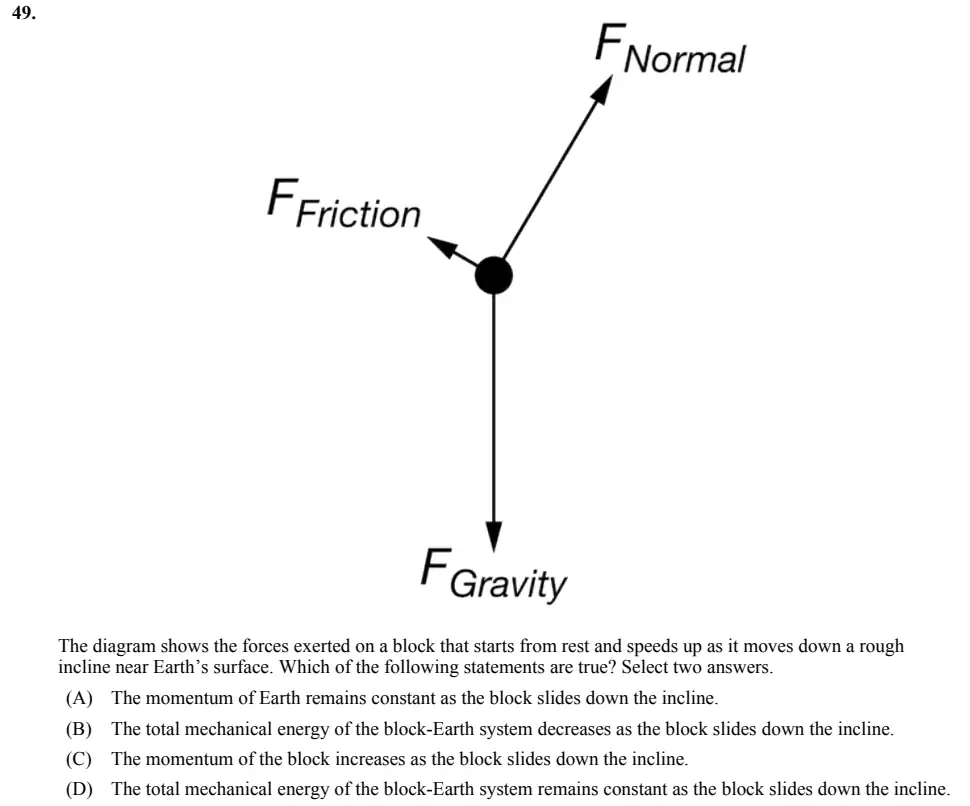 49.
F Normal
F Friction
F Gravity
The diagram shows the forces exerted on a block that starts from rest and speeds up as it moves down a rough
incline near Earth’s surface. Which of the following statements are true? Select two answers.
(A) The momentum of Earth remains constant as the block slides down the incline.
(B) The total mechanical energy of the block-Earth system decreases as the block slides down the incline.
(C) The momentum of the block increases as the block slides down the incline.
(D) The total mechanical energy of the block-Earth system remains constant as the block slides down the incline.